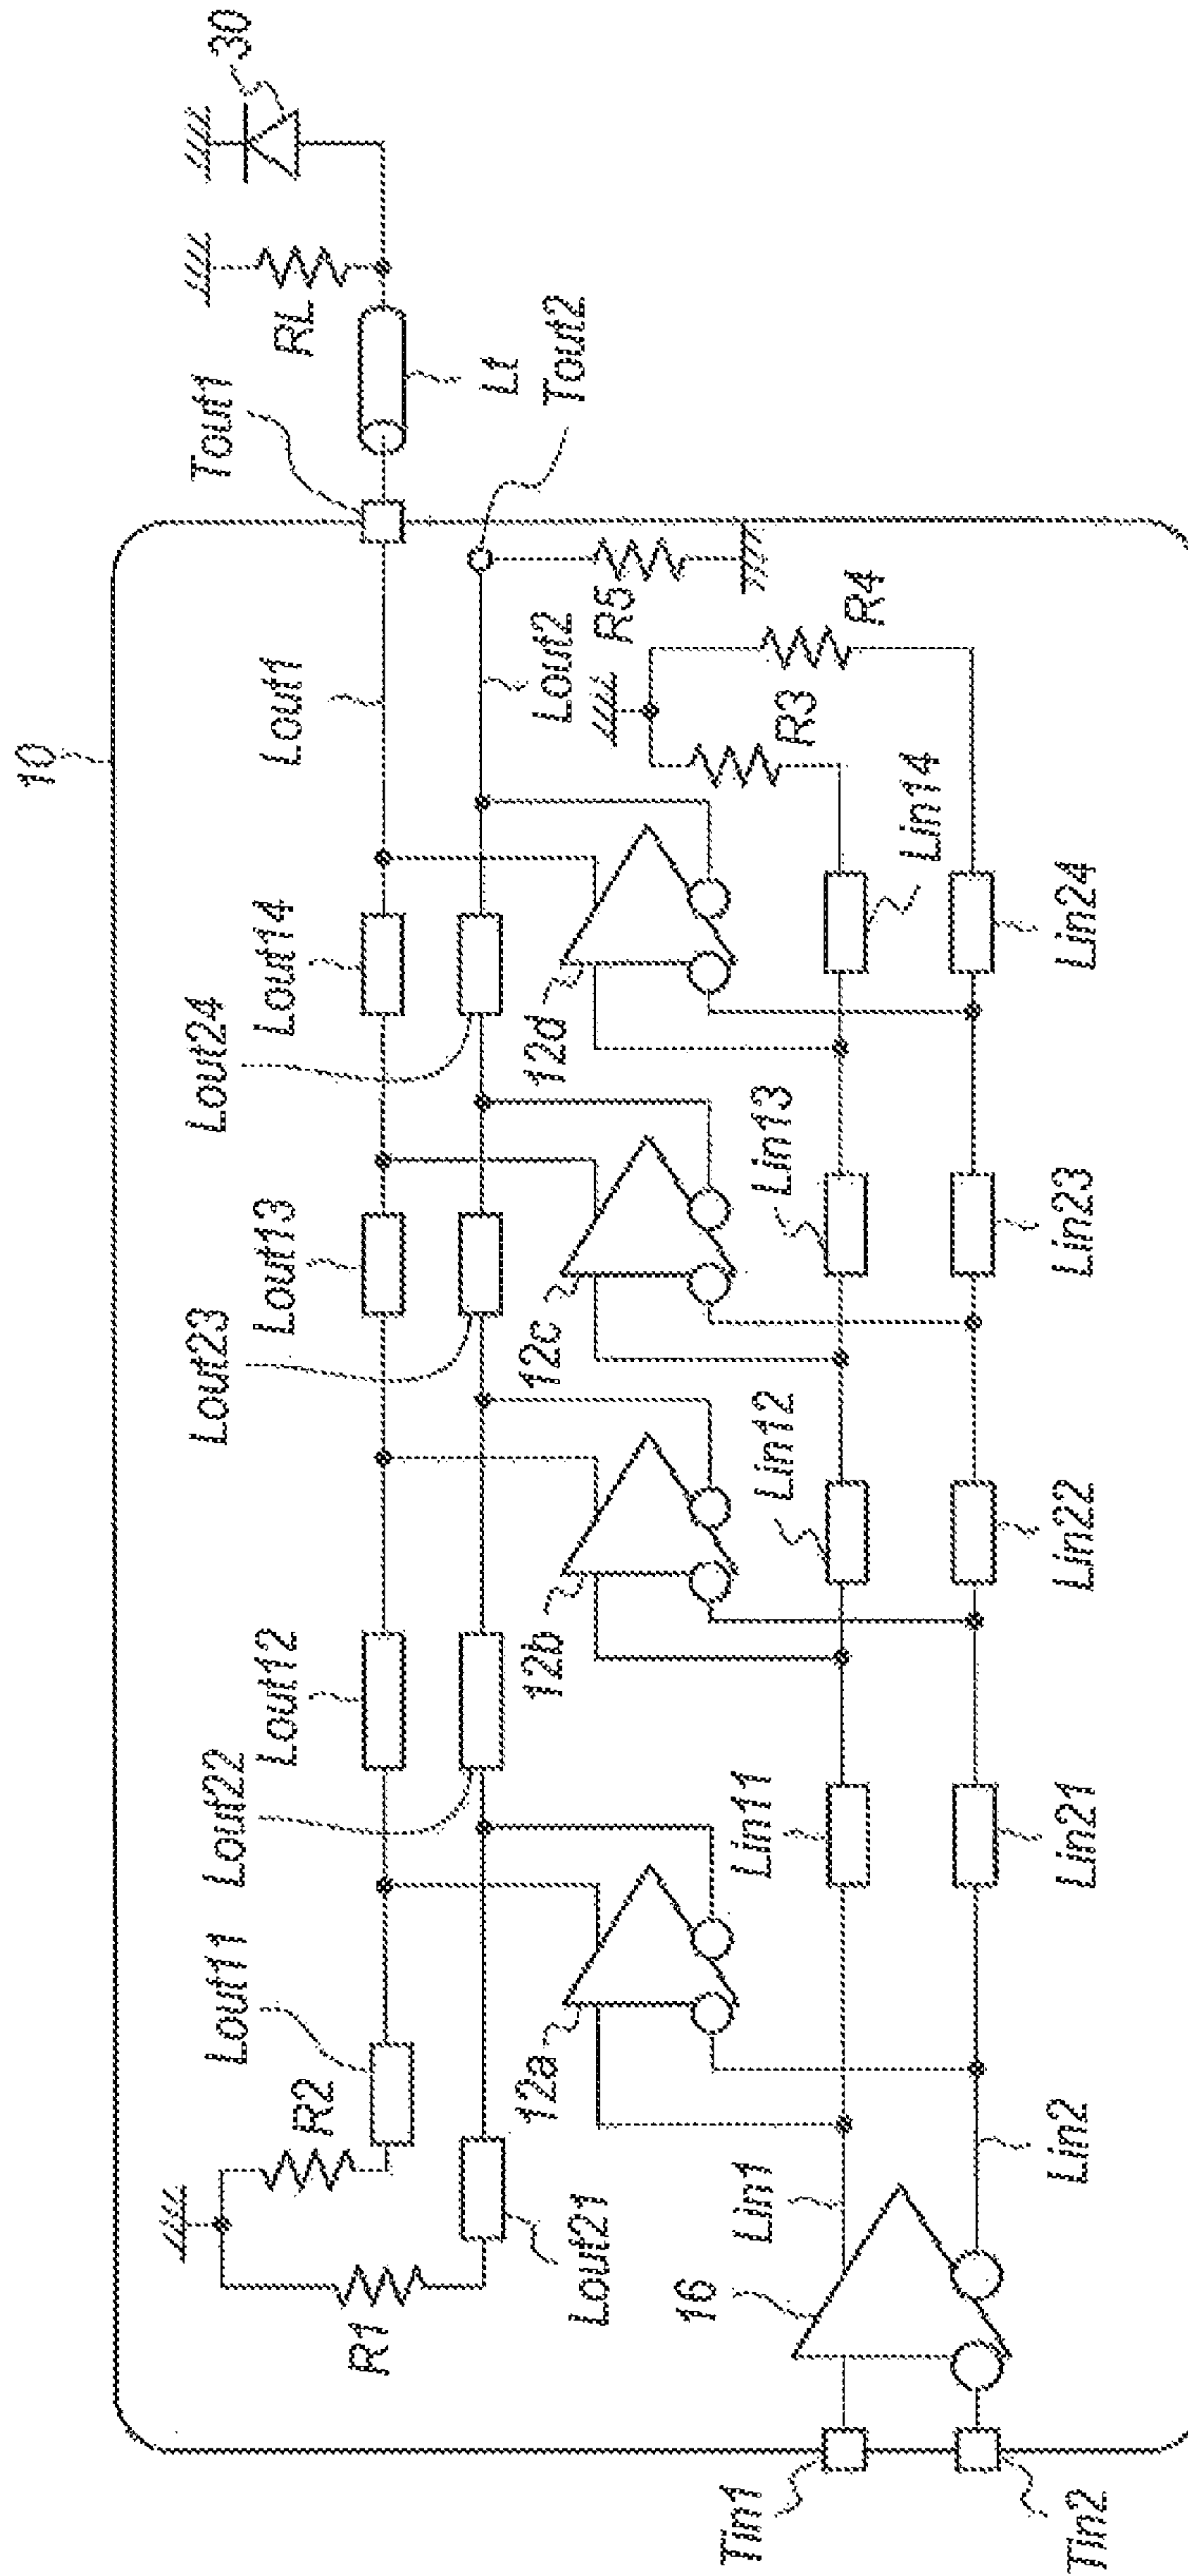 10
30
Tout1
RL
Lt
Tout2
Lout1
Lout2
R5
R4
R3
Lout14
Lout24
12d
Lin14
Lin24
Lout13
Lout23
12c
Lin13
Lin23
Lout12
Lout22
12b
Lin12
Lin22
Lout11
R2
12a
Lin11
Lin21
R1
Lout21
16
Lin1
Lin2
Tin1
Tin2